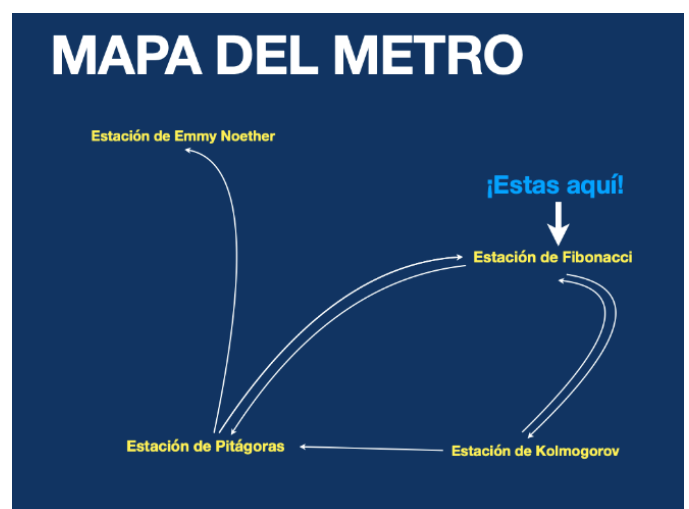 MAPA DEL METRO
Estación de Emmy Noether
¡Estas aquí!
Estación de Fibonacci
Estación de Pitágoras
Estación de Kolmogorov